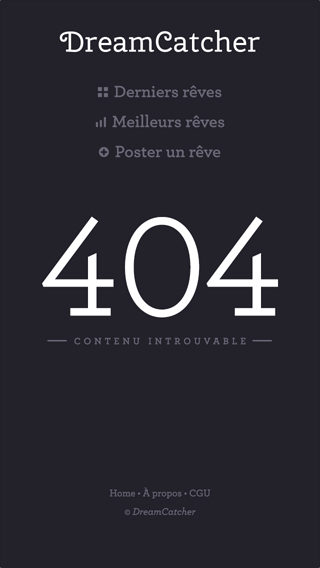 DreamCatcher
Derniers rêves
Meilleurs rêves
Poster un rêve
404
CONTENU INTROUVABLE
Home • À propos • CGU
© DreamCatcher